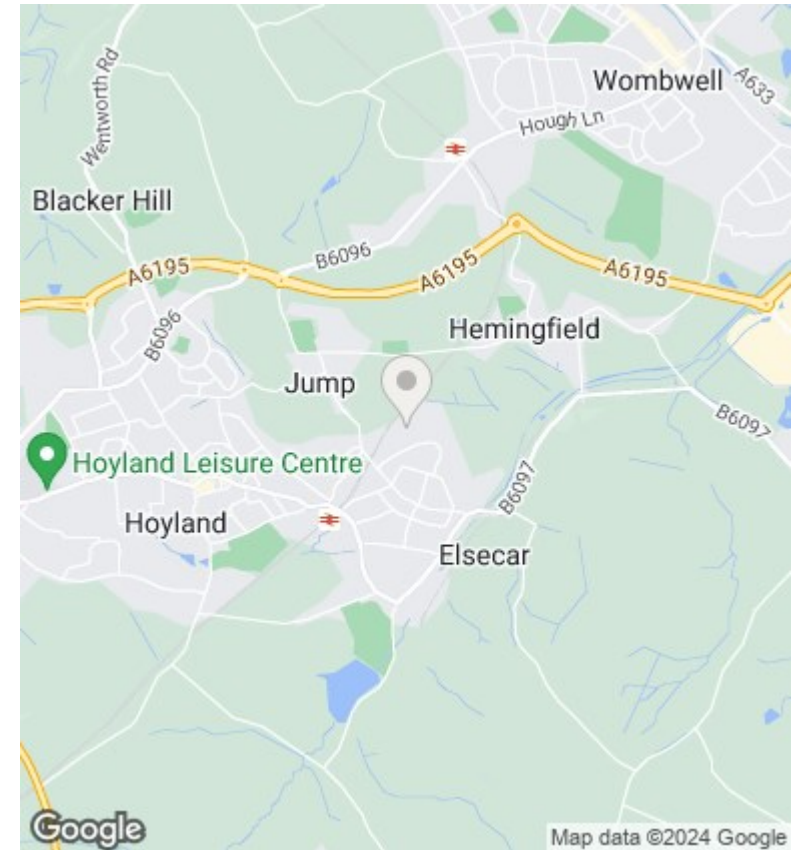 Wombwell
A633
Hough Ln
Wentworth Rd
Blacker Hill
B6096
A6195
A6195
A6195
B6096
Hemingfield
Jump
B6097
Hoyland Leisure Centre
B6097
Hoyland
Elsecar
Google
Map data ©2024 Google